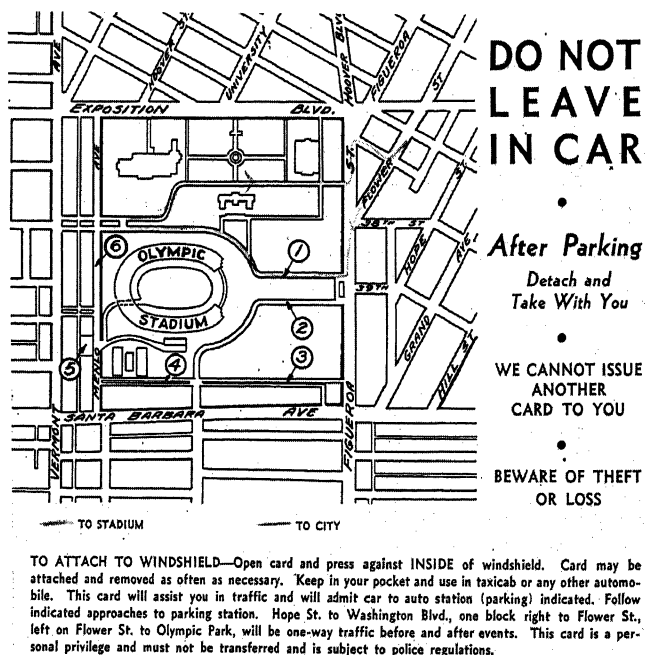 AVE
HOOVER ST.
UNIVERSITY
HOOVER BLVD.
FIGUEROA
ST
EXPOSITION BLVD.
AVE
ST.
FLOWER
38TH ST
HOPE
AVE
39TH
GRAND
HILL ST.
OLYMPIC
STADIUM
1
2
3
4
5
6
MENLO
SANTA BARBARA AVE
VERMONT
FIGUEROA
TO STADIUM
TO CITY
DO NOT
LEAVE
IN CAR
After Parking
Detach and
Take With You
WE CANNOT ISSUE
ANOTHER
CARD TO YOU
BEWARE OF THEFT
OR LOSS
TO ATTACH TO WINDSHIELD—Open card and press against INSIDE of windshield. Card may be
attached and removed as often as necessary. Keep in your pocket and use in taxicab or any other automo-
bile. This card will assist you in traffic and will admit car to auto station (parking) indicated. Follow
indicated approaches to parking station. Hope St. to Washington Blvd., one block right to Flower St.,
left on Flower St. to Olympic Park, will be one-way traffic before and after events. This card is a per-
sonal privilege and must not be transferred and is subject to police regulations.